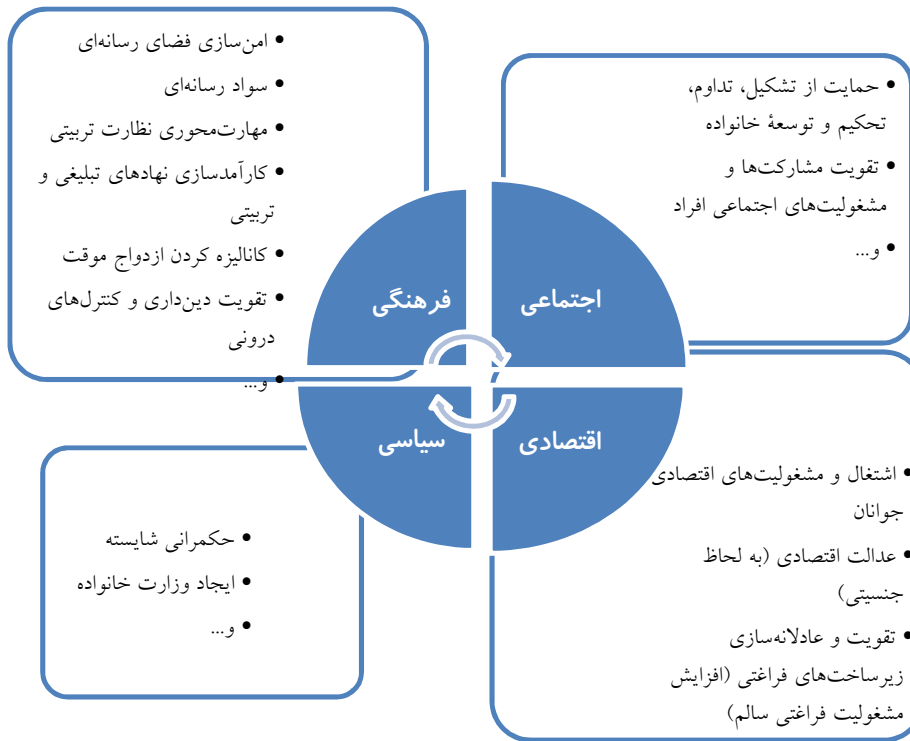 • حمایت از تشکیل، تداوم،
تحکیم و توسعهٔ خانواده
• تقویت مشارکت‌ها و
مشغولیت‌های اجتماعی افراد
• و...
• امن‌سازی فضای رسانه‌ای
• سواد رسانه‌ای
• مهارت‌محوری نظارت تربیتی
• کارآمدسازی نهادهای تبلیغی و
تربیتی
• کانالیزه کردن ازدواج موقت
• تقویت دین‌داری و کنترل‌های
درونی
• و...
اجتماعی
فرهنگی
اقتصادی
سیاسی
• اشتغال و مشغولیت‌های اقتصادی
جوانان
• عدالت اقتصادی (به لحاظ
جنسیتی)
• تقویت و عادلانه‌سازی
زیرساخت‌های فراغتی (افزایش
مشغولیت فراغتی سالم)
• حکمرانی شایسته
• ایجاد وزارت خانواده
• و...